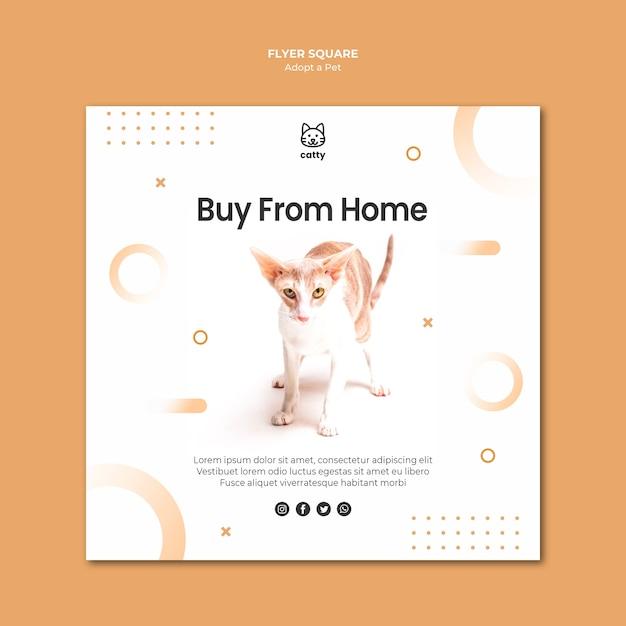 FLYER SQUARE
Adopt a Pet
catty
Buy From Home
Lorem ipsum dolor sit amet, consectetur adipiscing elit
Vestibuet lorem odio luctus egestas sit amet eu libero
Fusce aliquet viverratesque habitant morbi